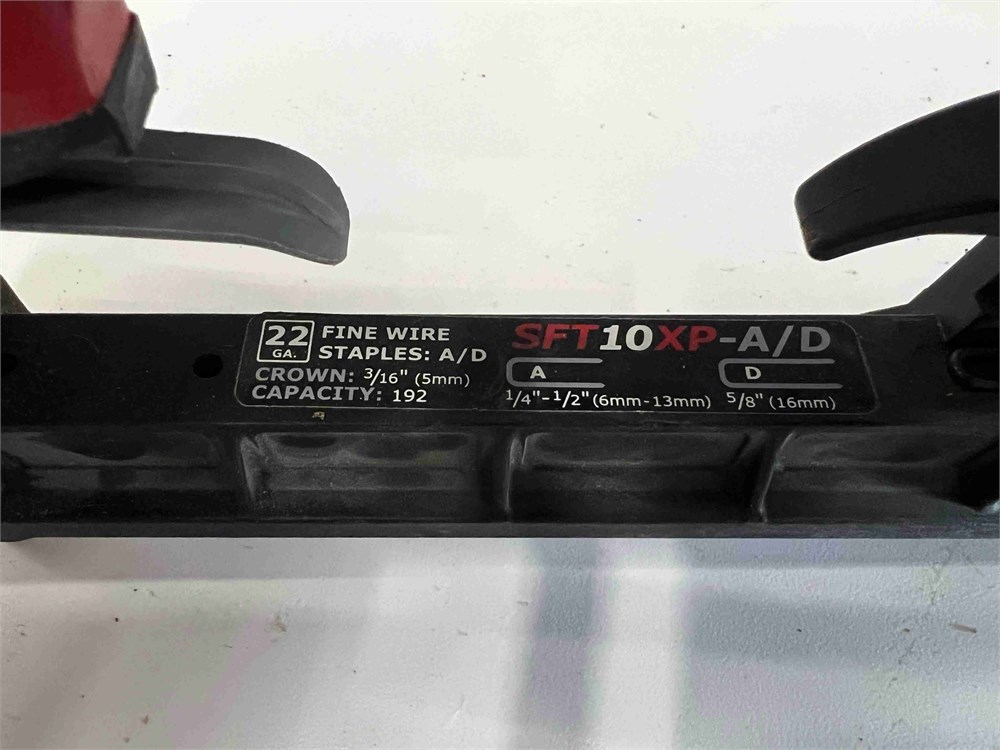 22 GA.
FINE WIRE
STAPLES: A/D
CROWN: 3/16" (5mm)
CAPACITY: 192
SFT10XP-A/D
A
1/4"-1/2" (6mm-13mm)
D
5/8" (16mm)